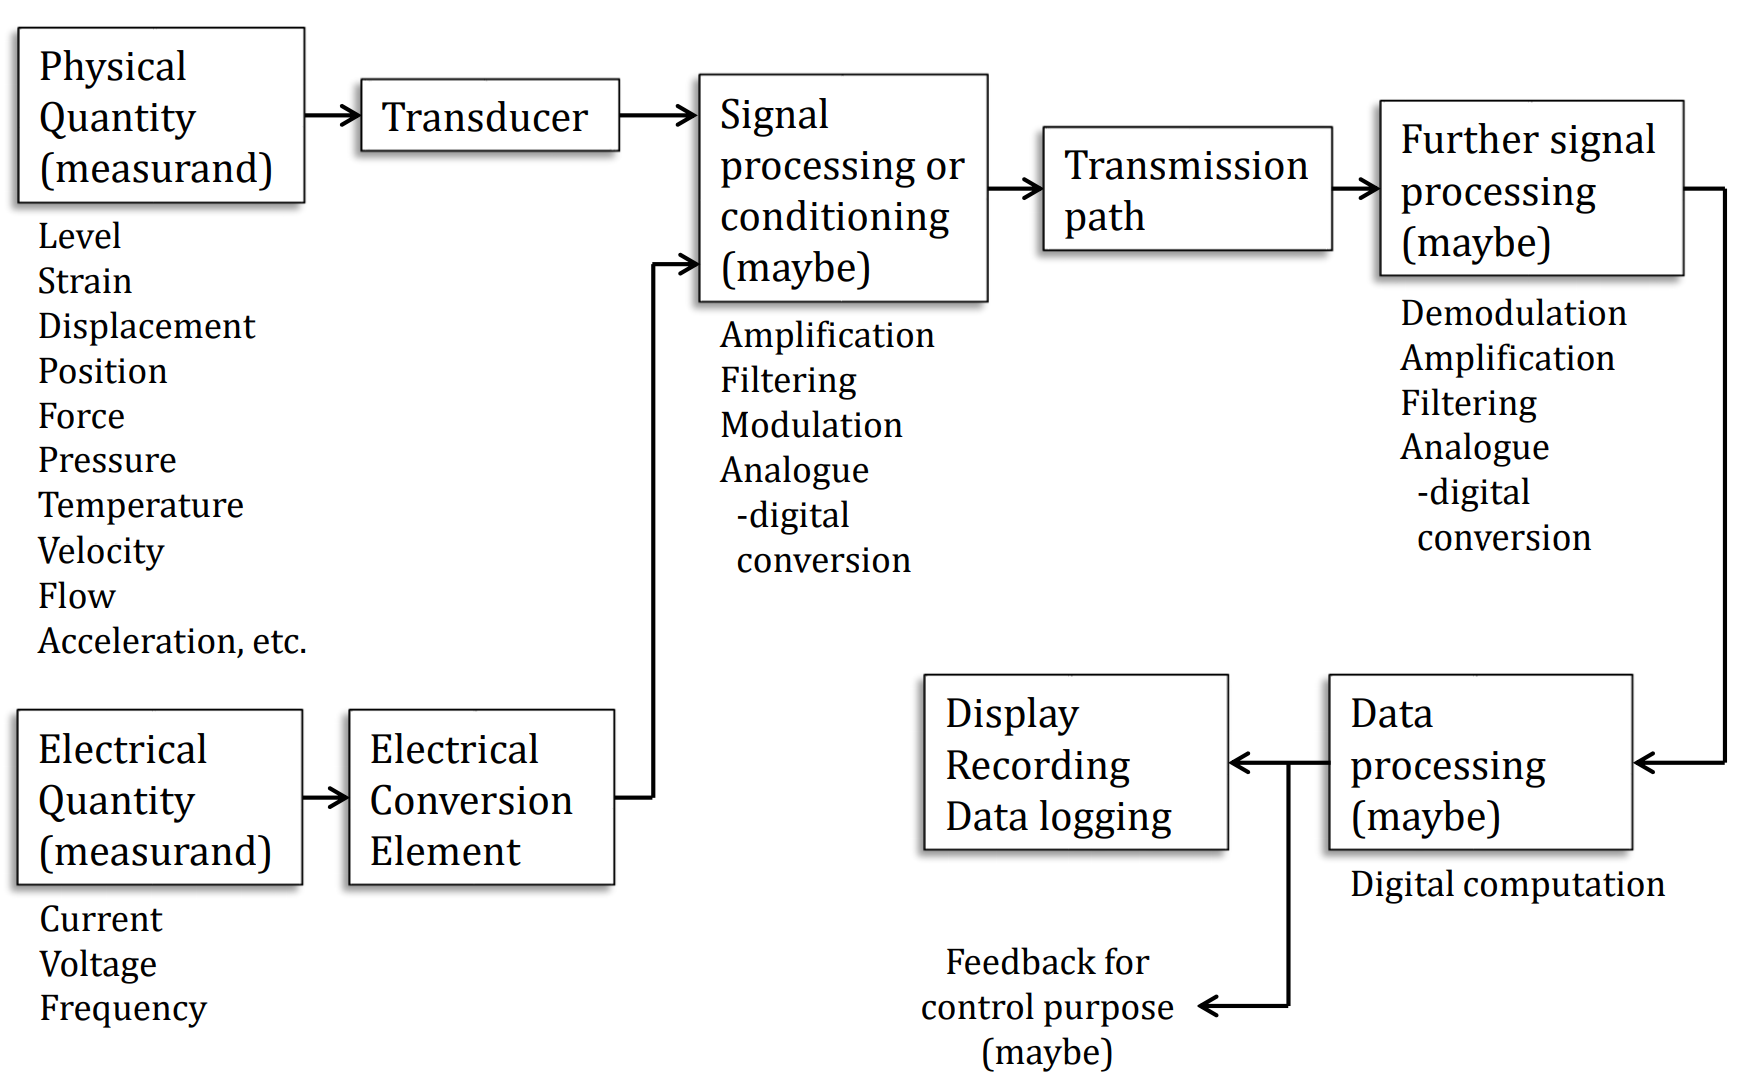 Physical
Quantity
(measurand)
Level
Strain
Displacement
Position
Force
Pressure
Temperature
Velocity
Flow
Acceleration, etc.
Transducer
Signal
processing or
conditioning
(maybe)
Amplification
Filtering
Modulation
Analogue
-digital
conversion
Transmission
path
Further signal
processing
(maybe)
Demodulation
Amplification
Filtering
Analogue
-digital
conversion
Electrical
Quantity
(measurand)
Current
Voltage
Frequency
Electrical
Conversion
Element
Display
Recording
Data logging
Data
processing
(maybe)
Digital computation
Feedback for
control purpose
(maybe)